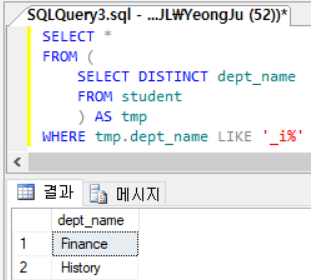 SQLQuery3.sql - ...JL₩YeongJu (52))*
SELECT *
FROM (
SELECT DISTINCT dept_name
FROM student
) AS tmp
WHERE tmp.dept_name LIKE '_i%'
결과 메시지
dept_name
1 Finance
2 History